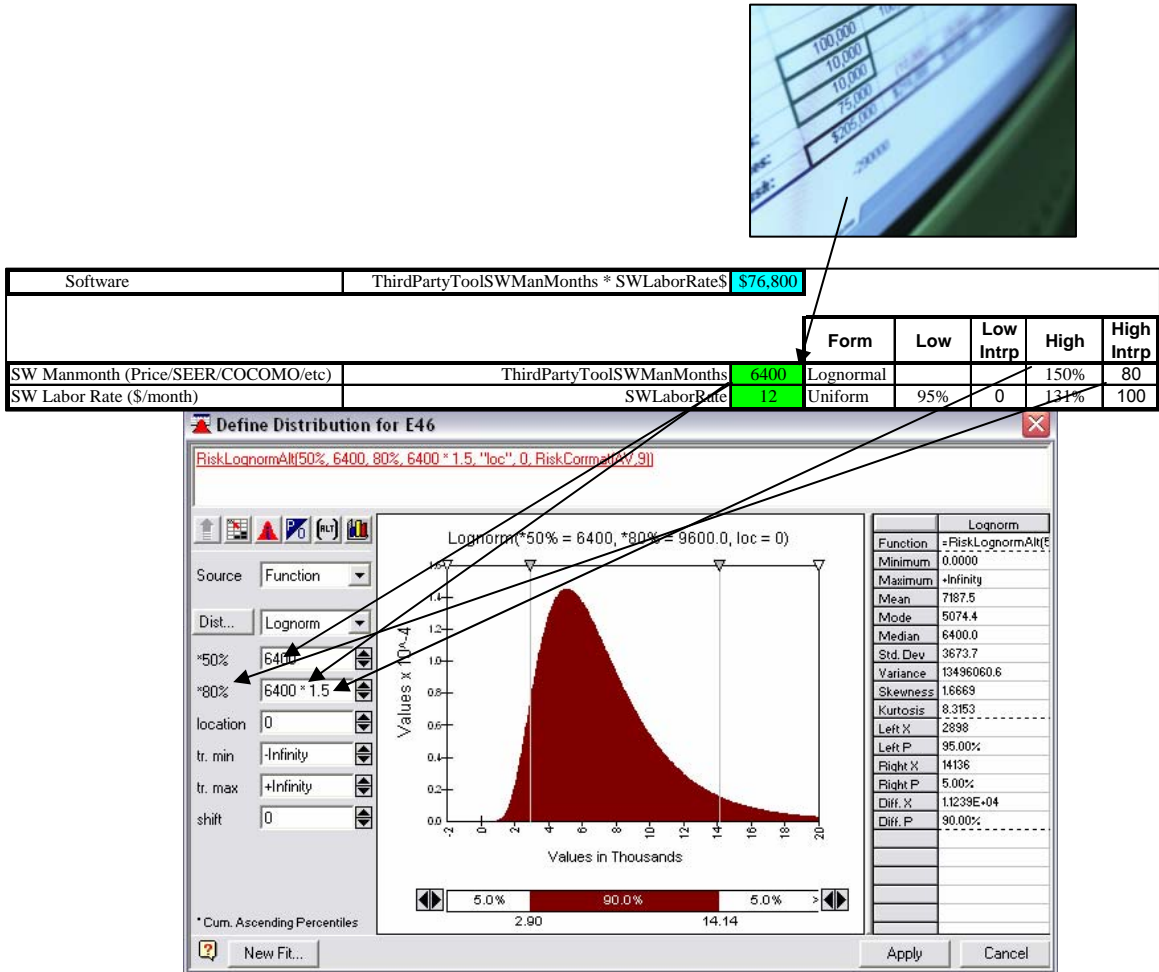 100,000
10,000
10,000
75,000
$205,000
-290000
Software ThirdPartyToolSWManMonths * SWLaborRate$ $76,800
Form Low Low Intrp High High Intrp
SW Manmonth (Price/SEER/COCOMO/etc) ThirdPartyToolSWManMonths 6400 Lognormal 150% 80
SW Labor Rate ($/month) SWLaborRate 12 Uniform 95% 0 131% 100
Define Distribution for E46
RiskLognormAlt(50%, 6400, 80%, 6400 * 1.5, "loc", 0, RiskCorrmat(AV,9))
Source Function
Dist... Lognorm
*50% 6400
*80% 6400 * 1.5
location 0
tr. min -Infinity
tr. max +Infinity
shift 0
* Cum. Ascending Percentiles
Lognorm(*50% = 6400, *80% = 9600.0, loc = 0)
Values x 10^-4
1.6
1.4
1.2
1.0
0.8
0.6
0.4
0.2
0.0
-2 0 2 4 6 8 10 12 14 16 18 20
Values in Thousands
5.0% 90.0% 5.0% >
2.90 14.14
Lognorm
Function =RiskLognormAlt(5
Minimum 0.0000
Maximum +Infinity
Mean 7187.5
Mode 5074.4
Median 6400.0
Std. Dev 3673.7
Variance 13496060.6
Skewness 1.6669
Kurtosis 8.3153
Left X 2898
Left P 95.00%
Right X 14136
Right P 5.00%
Diff. X 1.1239E+04
Diff. P 90.00%
New Fit... Apply Cancel